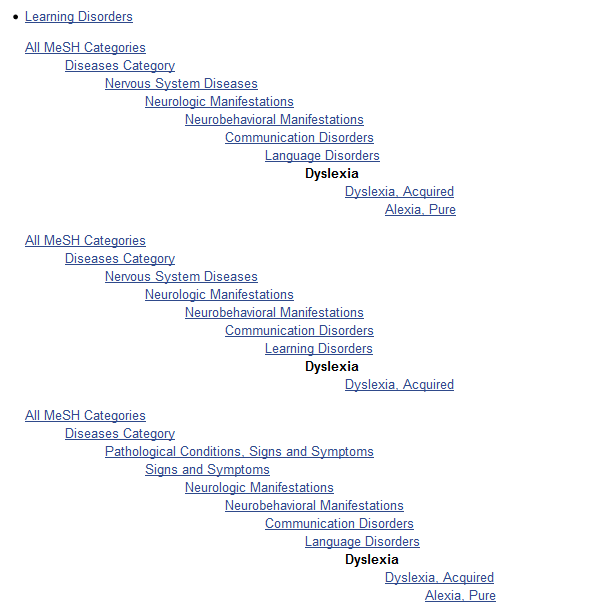 Learning Disorders
All MeSH Categories
Diseases Category
Nervous System Diseases
Neurologic Manifestations
Neurobehavioral Manifestations
Communication Disorders
Language Disorders
Dyslexia
Dyslexia, Acquired
Alexia, Pure
All MeSH Categories
Diseases Category
Nervous System Diseases
Neurologic Manifestations
Neurobehavioral Manifestations
Communication Disorders
Learning Disorders
Dyslexia
Dyslexia, Acquired
All MeSH Categories
Diseases Category
Pathological Conditions, Signs and Symptoms
Signs and Symptoms
Neurologic Manifestations
Neurobehavioral Manifestations
Communication Disorders
Language Disorders
Dyslexia
Dyslexia, Acquired
Alexia, Pure